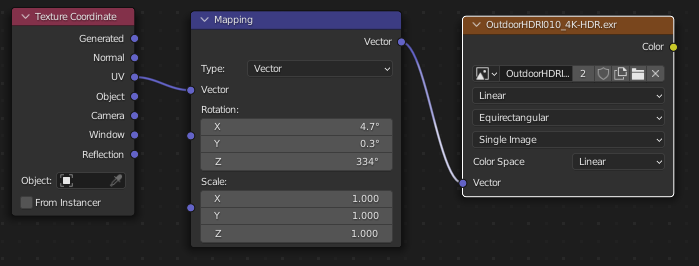 Texture Coordinate
Generated
Normal
UV
Object
Camera
Window
Reflection
Object:
From Instancer
Mapping
Vector
Type: Vector
Vector
Rotation:
X 4.7°
Y 0.3°
Z 334°
Scale:
X 1.000
Y 1.000
Z 1.000
OutdoorHDRI010_4K-HDR.exr
Color
OutdoorHDRI... 2
Linear
Equirectangular
Single Image
Color Space Linear
Vector